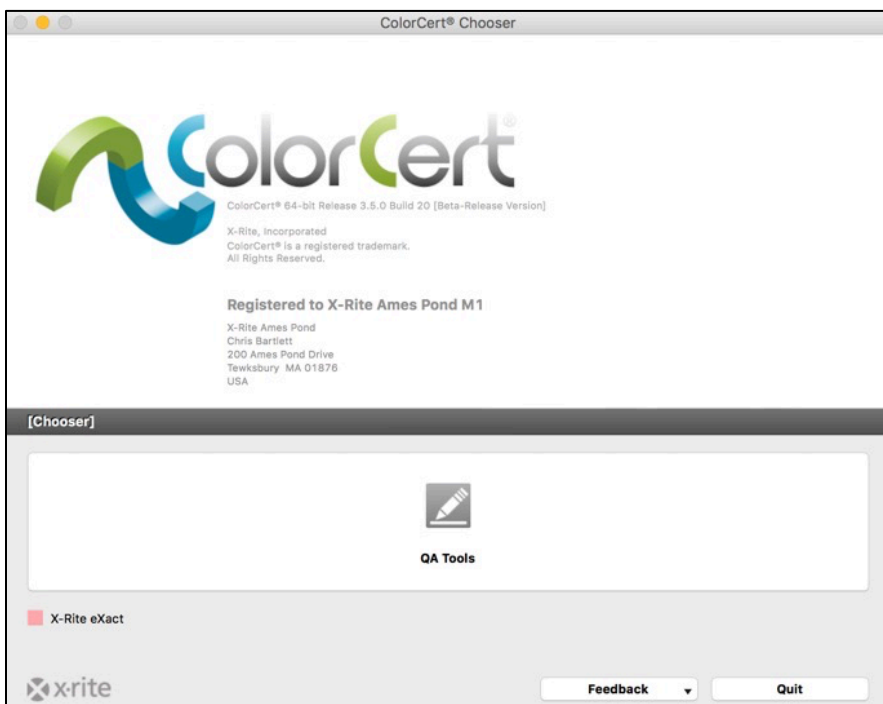 ColorCert® Chooser
ColorCert®
ColorCert® 64-bit Release 3.5.0 Build 20 [Beta-Release Version]
X-Rite, Incorporated
ColorCert® is a registered trademark.
All Rights Reserved.
Registered to X-Rite Ames Pond M1
X-Rite Ames Pond
Chris Bartlett
200 Ames Pond Drive
Tewksbury MA 01876
USA
[Chooser]
QA Tools
X-Rite eXact
x·rite
Feedback
Quit